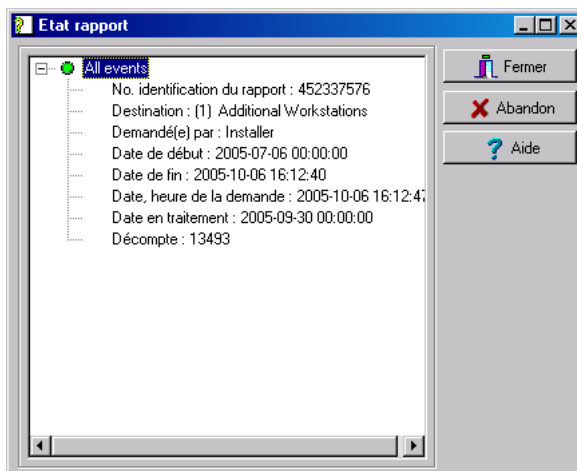 Etat rapport
All events
No. identification du rapport : 452337576
Destination : (1) Additional Workstations
Demandé(e) par : Installer
Date de début : 2005-07-06 00:00:00
Date de fin : 2005-10-06 16:12:40
Date, heure de la demande : 2005-10-06 16:12:47
Date en traitement : 2005-09-30 00:00:00
Décompte : 13493
Fermer
Abandon
Aide